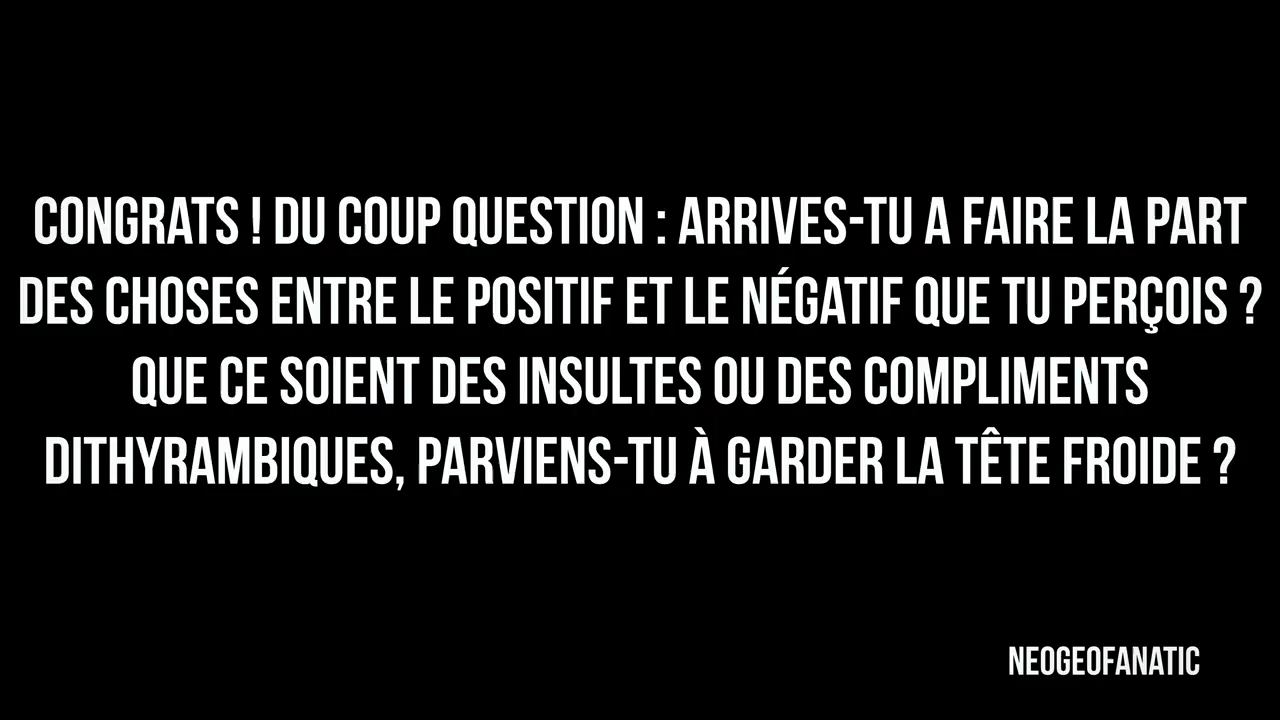 CONGRATS ! DU COUP QUESTION : ARRIVES-TU A FAIRE LA PART
DES CHOSES ENTRE LE POSITIF ET LE NÉGATIF QUE TU PERÇOIS ?
QUE CE SOIENT DES INSULTES OU DES COMPLIMENTS
DITHYRAMBIQUES, PARVIENS-TU À GARDER LA TÊTE FROIDE ?
NEOGEOFANATIC